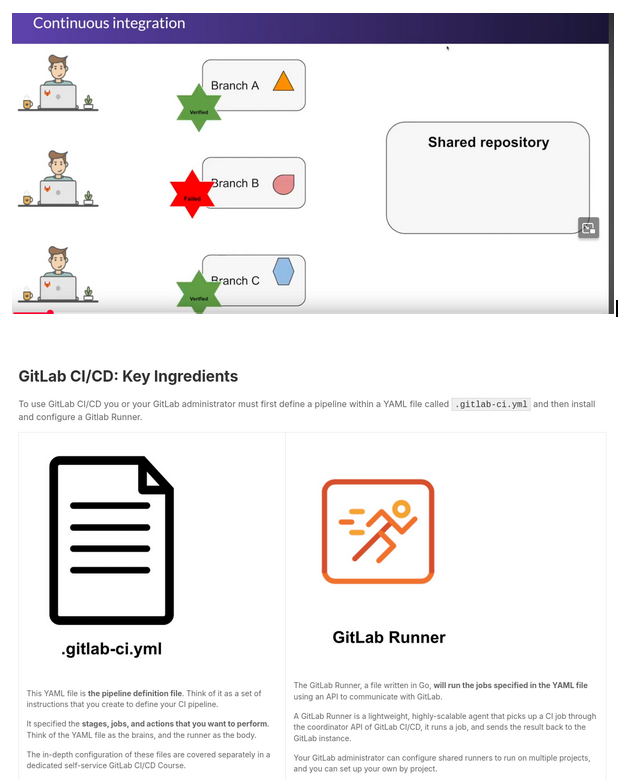 Continuous integration
Branch A
Verified
Shared repository
Branch B
Failed
Branch C
Verified
GitLab CI/CD: Key Ingredients
To use GitLab CI/CD you or your GitLab administrator must first define a pipeline within a YAML file called .gitlab-ci.yml and then install
and configure a Gitlab Runner.
.gitlab-ci.yml
This YAML file is the pipeline definition file. Think of it as a set of
instructions that you create to define your CI pipeline.
It specified the stages, jobs, and actions that you want to perform.
Think of the YAML file as the brains, and the runner as the body.
The in-depth configuration of these files are covered separately in a
dedicated self-service GitLab CI/CD Course.
GitLab Runner
The GitLab Runner, a file written in Go, will run the jobs specified in the YAML file
using an API to communicate with GitLab.
A GitLab Runner is a lightweight, highly-scalable agent that picks up a CI job through
the coordinator API of GitLab CI/CD, it runs a job, and sends the result back to the
GitLab instance.
Your GitLab administrator can configure shared runners to run on multiple projects,
and you can set up your own by project.